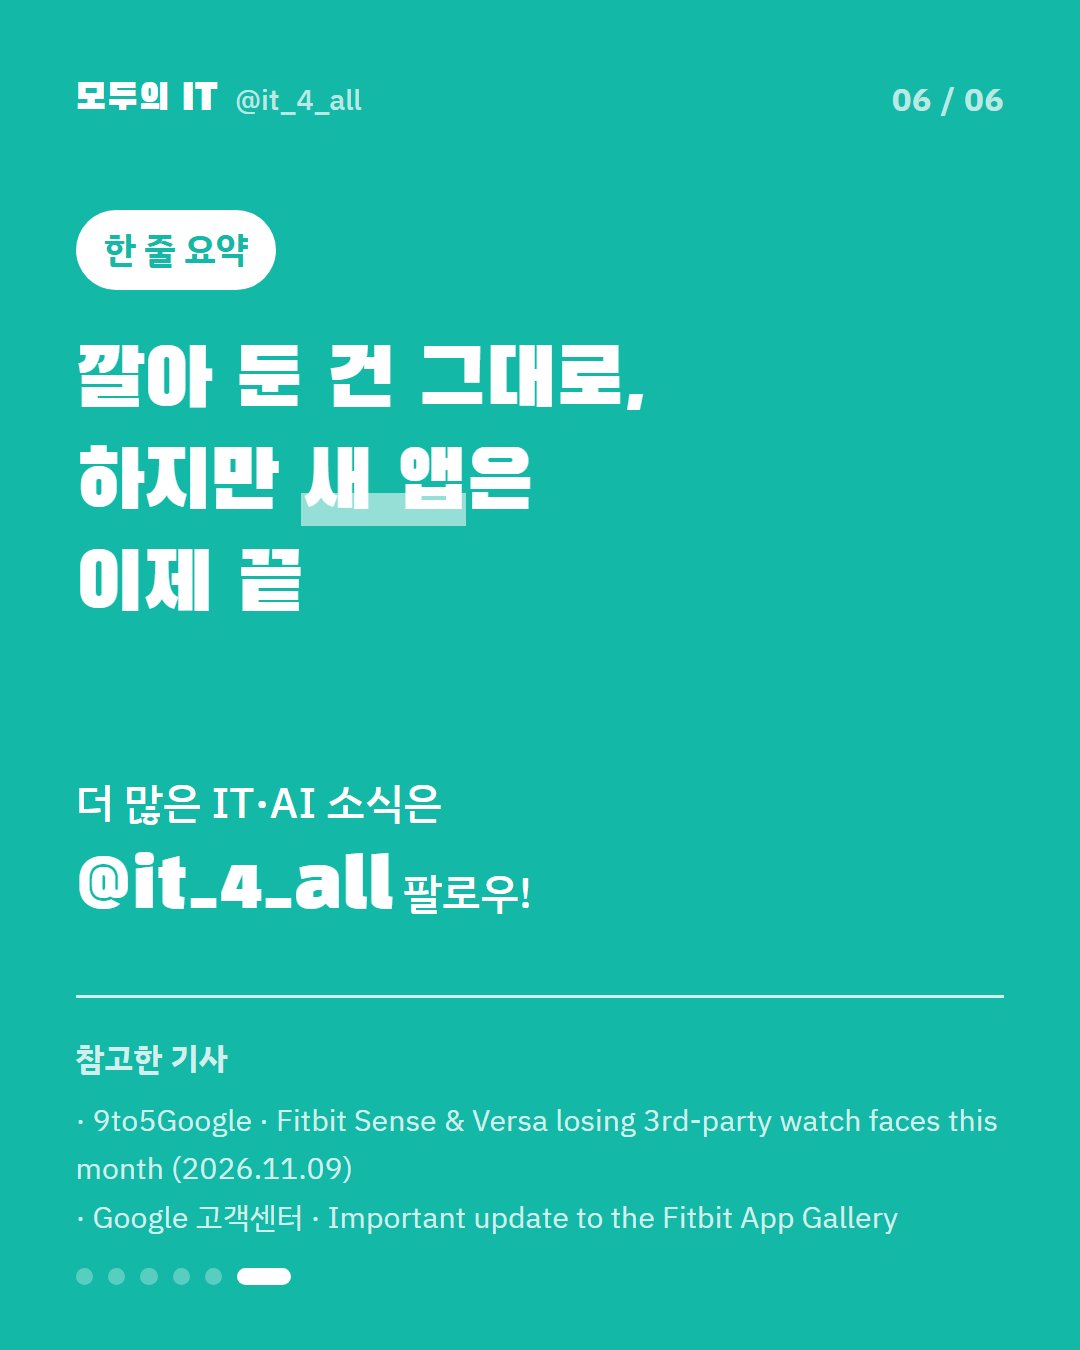 모두의 IT @it_4_all
06 / 06
한 줄 요약
깔아 둔 건 그대로,
하지만 새 앱은
이제 끝
더 많은 IT·AI 소식은
@it_4_all 팔로우!
참고한 기사
· 9to5Google · Fitbit Sense & Versa losing 3rd-party watch faces this
month (2026.11.09)
· Google 고객센터 · Important update to the Fitbit App Gallery